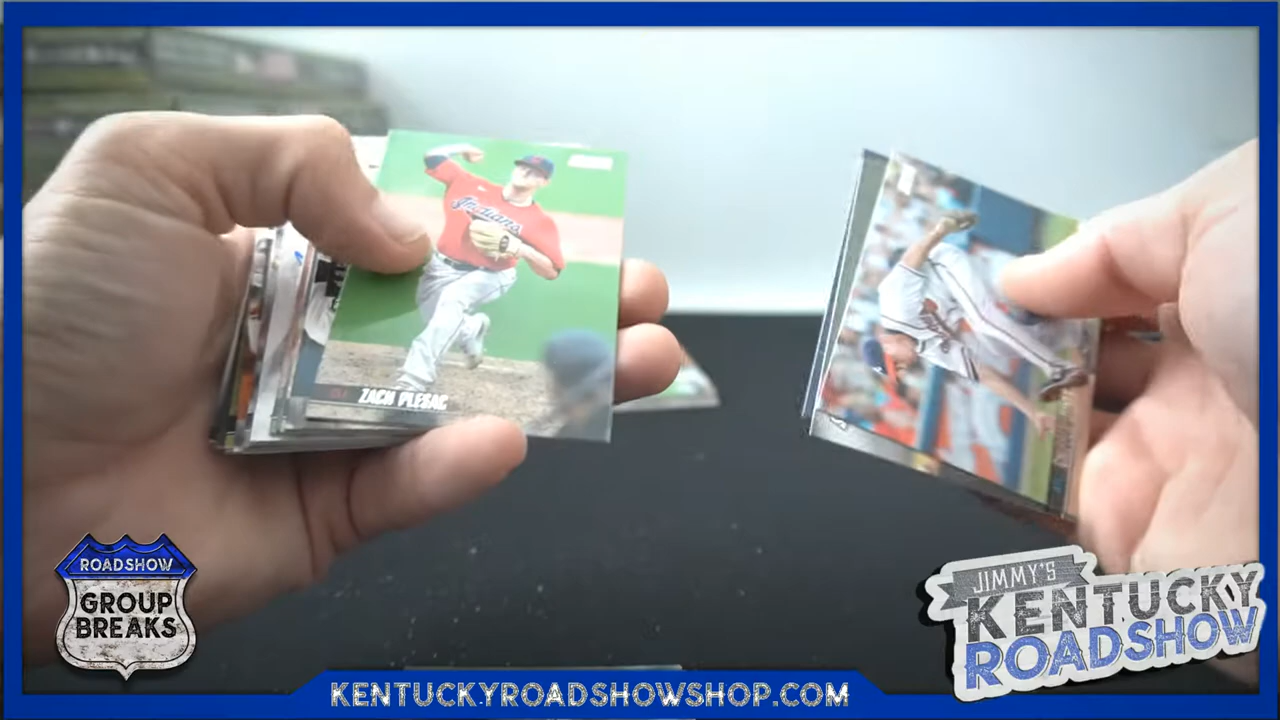 Indians
ZACH PLESAC
ROADSHOW
GROUP
BREAKS
JIMMY'S
KENTUCKY
ROADSHOW
KENTUCKYROADSHOWSHOP.COM